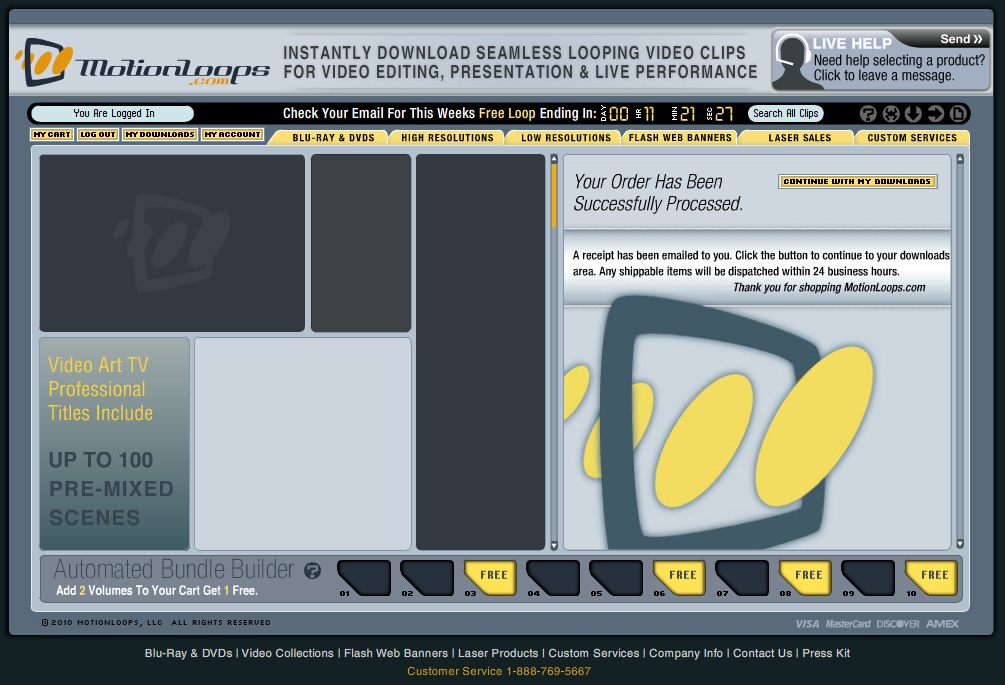 MotionLoops
.com
INSTANTLY DOWNLOAD SEAMLESS LOOPING VIDEO CLIPS
FOR VIDEO EDITING, PRESENTATION & LIVE PERFORMANCE
LIVE HELP
Send »
Need help selecting a product?
Click to leave a message.
You Are Logged In
Check Your Email For This Weeks Free Loop Ending In: DAY 00 HR 11 MIN 21 SEC 27
Search All Clips
MY CART LOG OUT MY DOWNLOADS MY ACCOUNT
BLU-RAY & DVDS HIGH RESOLUTIONS LOW RESOLUTIONS FLASH WEB BANNERS LASER SALES CUSTOM SERVICES
Video Art TV
Professional
Titles Include
UP TO 100
PRE-MIXED
SCENES
Your Order Has Been
Successfully Processed.
CONTINUE WITH MY DOWNLOADS
A receipt has been emailed to you. Click the button to continue to your downloads
area. Any shippable items will be dispatched within 24 business hours.
Thank you for shopping MotionLoops.com
Automated Bundle Builder ?
Add 2 Volumes To Your Cart Get 1 Free.
FREE FREE FREE FREE
01 02 03 04 05 06 07 08 09 10
© 2010 MOTIONLOOPS, LLC ALL RIGHTS RESERVED
VISA MasterCard DISCOVER AMEX
Blu-Ray & DVDs | Video Collections | Flash Web Banners | Laser Products | Custom Services | Company Info | Contact Us | Press Kit
Customer Service 1-888-769-5667